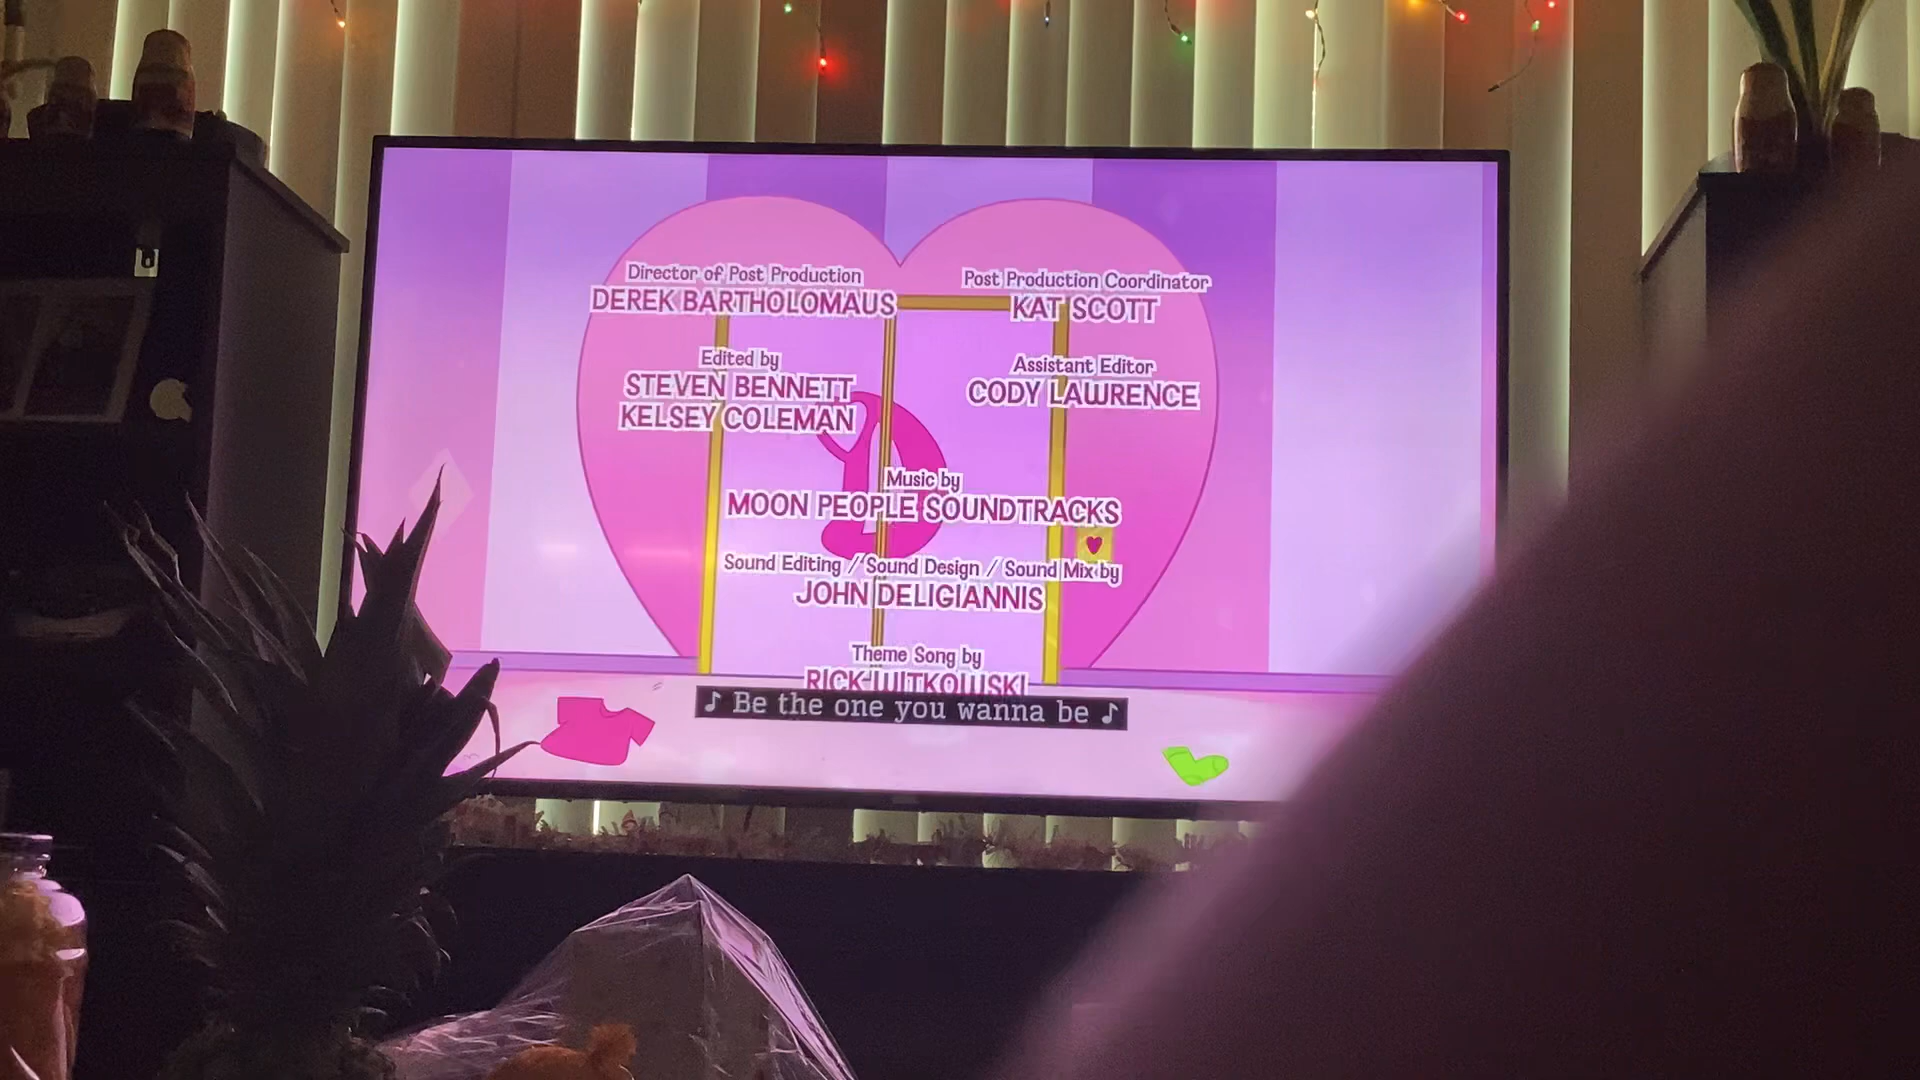 Director of Post Production
DEREK BARTHOLOMAUS
Post Production Coordinator
KAT SCOTT
Edited by
STEVEN BENNETT
KELSEY COLEMAN
Assistant Editor
CODY LAWRENCE
Music by
MOON PEOPLE SOUNDTRACKS
Sound Editing / Sound Design / Sound Mix by
JOHN DELIGIANNIS
Theme Song by
RICK WITKOWSKI
♪ Be the one you wanna be ♪